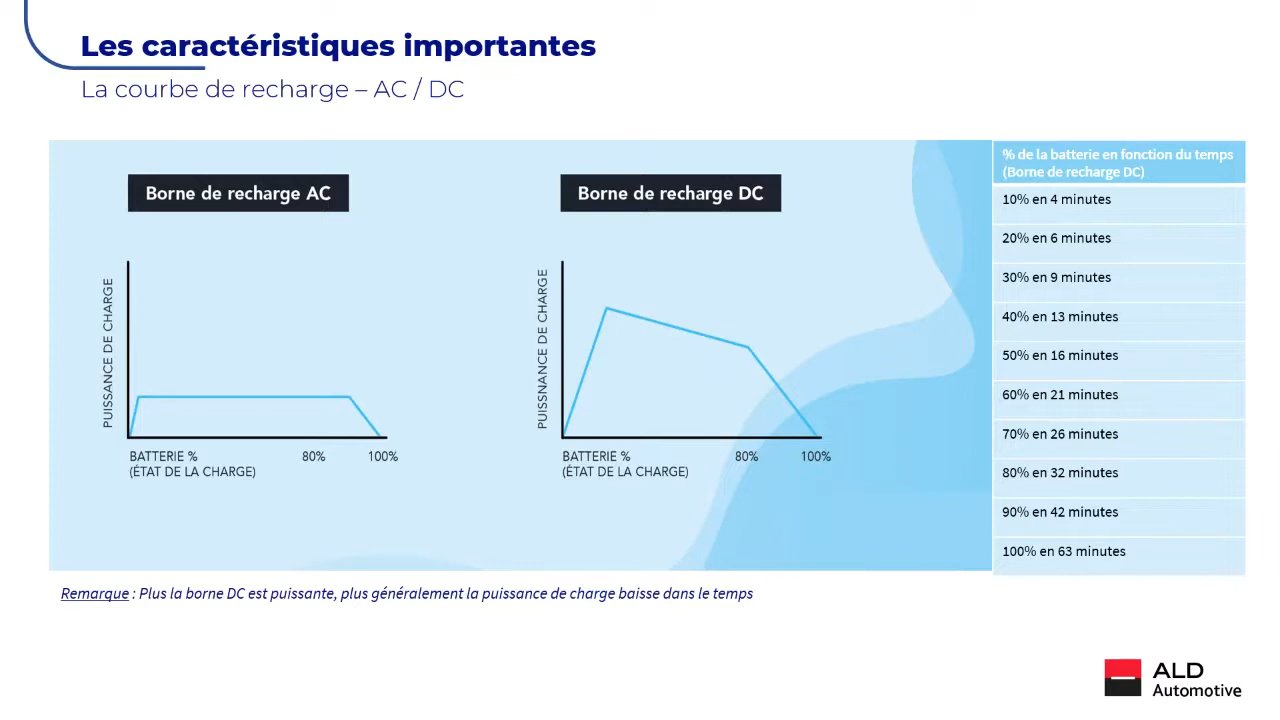 Les caractéristiques importantes
La courbe de recharge – AC / DC
Borne de recharge AC
PUISSANCE DE CHARGE
BATTERIE %
(ÉTAT DE LA CHARGE)
80%
100%
Borne de recharge DC
PUISSNANCE DE CHARGE
BATTERIE %
(ÉTAT DE LA CHARGE)
80%
100%
% de la batterie en fonction du temps
(Borne de recharge DC)
10% en 4 minutes
20% en 6 minutes
30% en 9 minutes
40% en 13 minutes
50% en 16 minutes
60% en 21 minutes
70% en 26 minutes
80% en 32 minutes
90% en 42 minutes
100% en 63 minutes
Remarque : Plus la borne DC est puissante, plus généralement la puissance de charge baisse dans le temps
ALD
Automotive